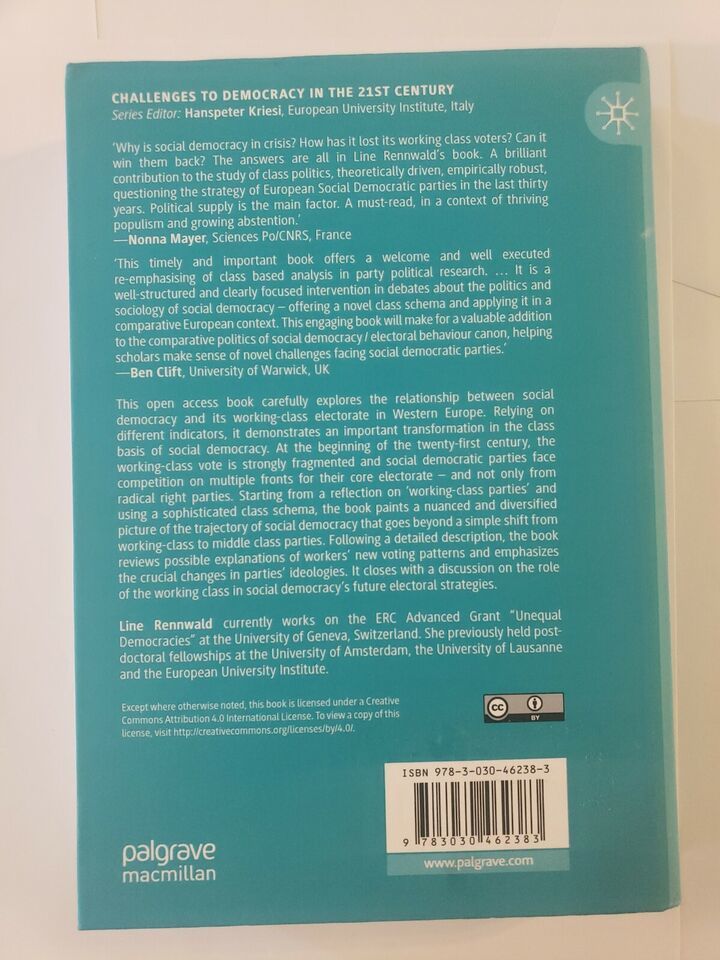 CHALLENGES TO DEMOCRACY IN THE 21ST CENTURY
Series Editor: Hanspeter Kriesi, European University Institute, Italy
'Why is social democracy in crisis? How has it lost its working class voters? Can it
win them back? The answers are all in Line Rennwald's book. A brilliant
contribution to the study of class politics, theoretically driven, empirically robust,
questioning the strategy of European Social Democratic parties in the last thirty
years. Political supply is the main factor. A must-read, in a context of thriving
populism and growing abstention.'
—Nonna Mayer, Sciences Po/CNRS, France
'This timely and important book offers a welcome and well executed
re-emphasising of class based analysis in party political research. ... It is a
well-structured and clearly focused intervention in debates about the politics and
sociology of social democracy – offering a novel class schema and applying it in a
comparative European context. This engaging book will make for a valuable addition
to the comparative politics of social democracy / electoral behaviour canon, helping
scholars make sense of novel challenges facing social democratic parties.'
—Ben Clift, University of Warwick, UK
This open access book carefully explores the relationship between social
democracy and its working-class electorate in Western Europe. Relying on
different indicators, it demonstrates an important transformation in the class
basis of social democracy. At the beginning of the twenty-first century, the
working-class vote is strongly fragmented and social democratic parties face
competition on multiple fronts for their core electorate – and not only from
radical right parties. Starting from a reflection on 'working-class parties' and
using a sophisticated class schema, the book paints a nuanced and diversified
picture of the trajectory of social democracy that goes beyond a simple shift from
working-class to middle class parties. Following a detailed description, the book
reviews possible explanations of workers' new voting patterns and emphasizes
the crucial changes in parties' ideologies. It closes with a discussion on the role
of the working class in social democracy's future electoral strategies.
Line Rennwald currently works on the ERC Advanced Grant "Unequal
Democracies" at the University of Geneva, Switzerland. She previously held post-
doctoral fellowships at the University of Amsterdam, the University of Lausanne
and the European University Institute.
Except where otherwise noted, this book is licensed under a Creative
Commons Attribution 4.0 International License. To view a copy of this
license, visit http://creativecommons.org/licenses/by/4.0/.
cc
BY
ISBN 978-3-030-46238-3
9 783030 462383
www.palgrave.com
palgrave
macmillan